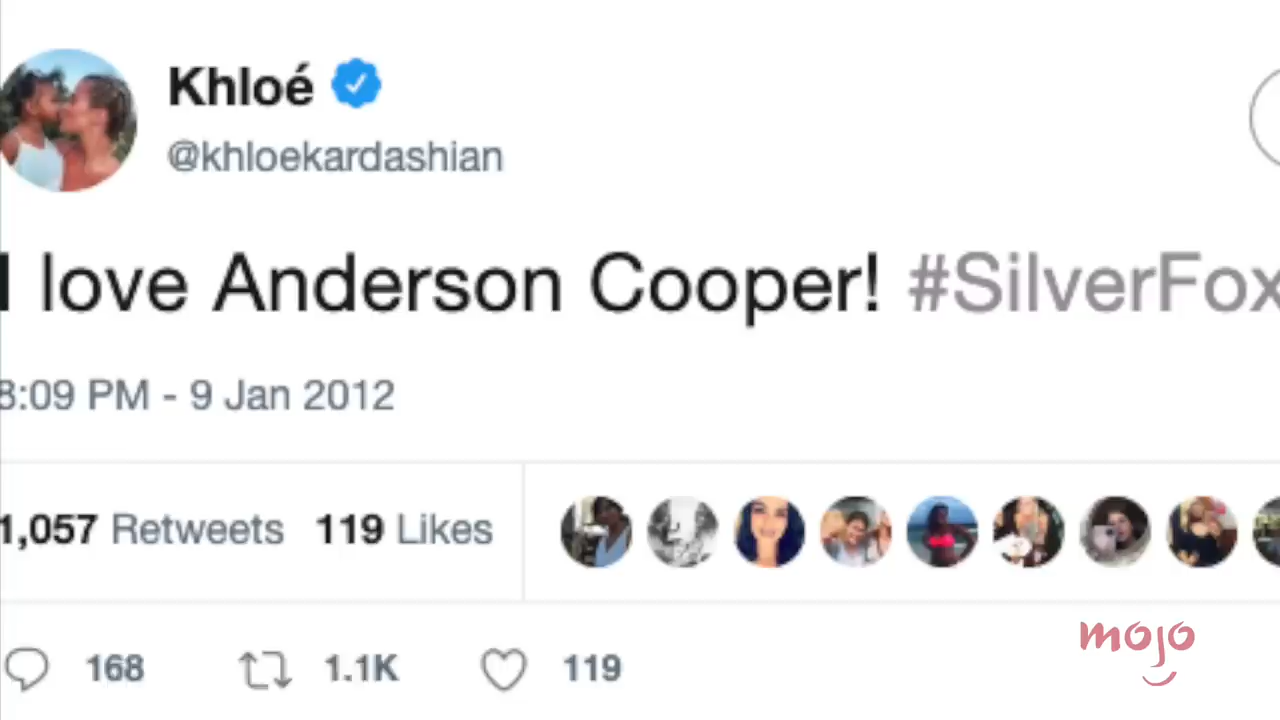 Khloé
@khloekardashian
I love Anderson Cooper! #SilverFox
8:09 PM - 9 Jan 2012
1,057 Retweets 119 Likes
168 1.1K 119
mojo